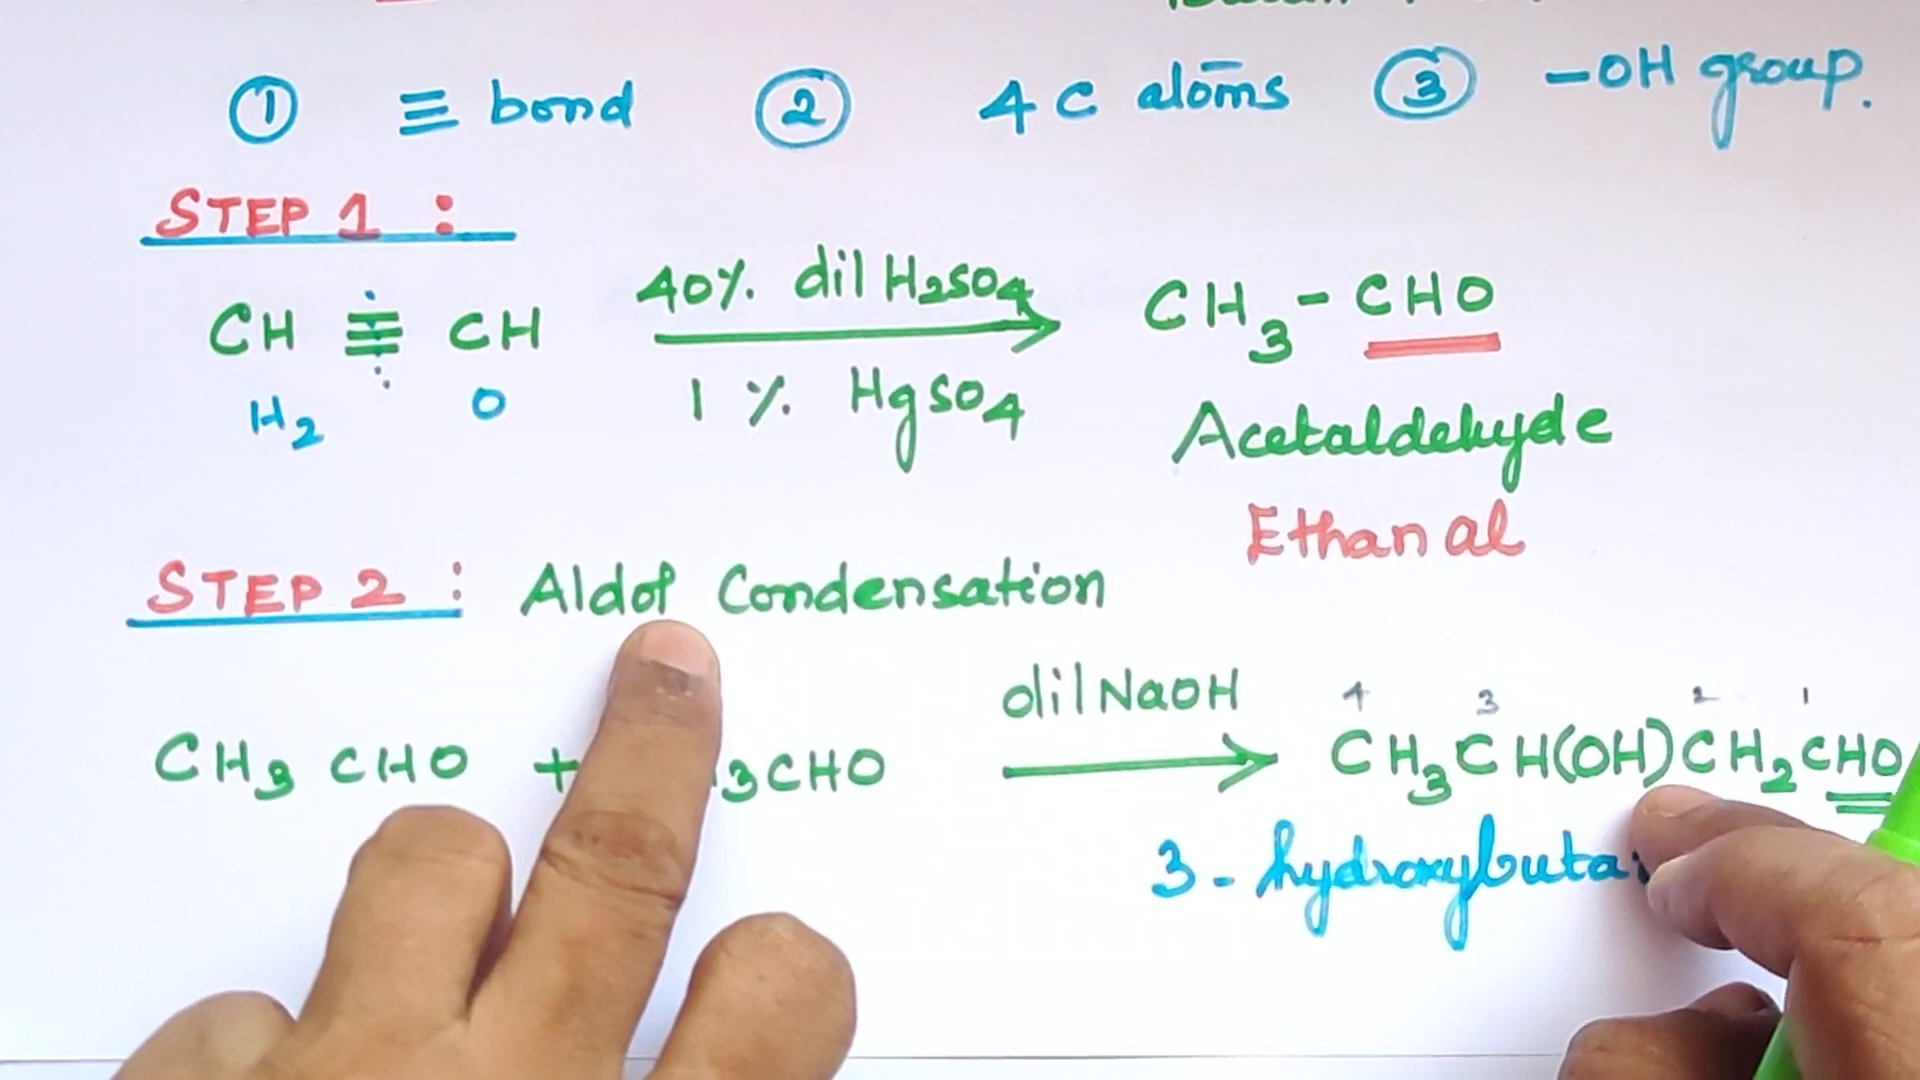 ① ≡ bond ② 4 C atoms ③ -OH group.
STEP 1 :
CH ≡ CH 40% dil H2SO4 CH3 - CHO
H2 O 1 % HgSO4 Acetaldehyde
Ethanal
STEP 2 : Aldol Condensation
dil NaOH 4 3 2 1
CH3 CHO + 3CHO → CH3CH(OH)CH2CHO
3 - hydroxybuta